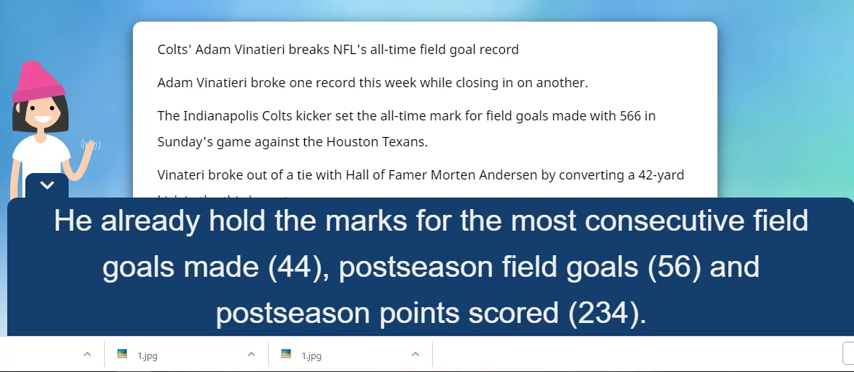 Colts' Adam Vinatieri breaks NFL's all-time field goal record
Adam Vinatieri broke one record this week while closing in on another.
The Indianapolis Colts kicker set the all-time mark for field goals made with 566 in
Sunday's game against the Houston Texans.
Vinateri broke out of a tie with Hall of Famer Morten Andersen by converting a 42-yard
He already hold the marks for the most consecutive field
goals made (44), postseason field goals (56) and
postseason points scored (234).
1.jpg
1.jpg